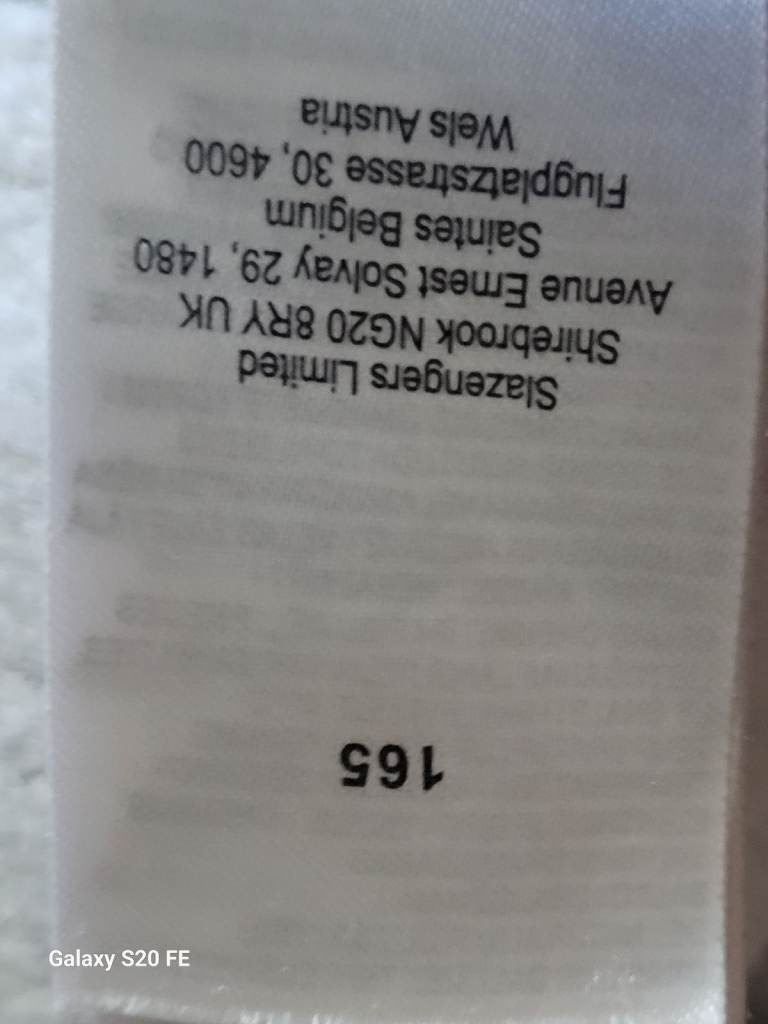 165
Slazengers Limited
Shirebrook NG20 8RY UK
Avenue Ernest Solvay 29, 1480
Saintes Belgium
Flugplatzstrasse 30, 4600
Wels Austria
Galaxy S20 FE